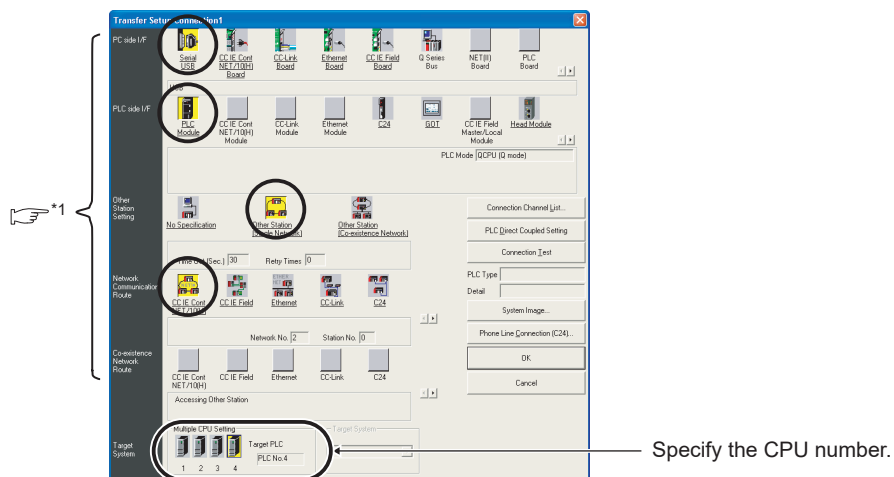 Transfer Setup Connection1
PC side I/F
Serial USB
CC IE Cont NET/10(H) Board
CC-Link Board
Ethernet Board
CC IE Field Board
Q Series Bus
NET(II) Board
PLC Board
PLC side I/F
PLC Module
CC IE Cont NET/10(H) Module
CC-Link Module
Ethernet Module
C24
GOT
CC IE Field Master/Local Module
Head Module
PLC Mode QCPU (Q mode)
*1
Other Station Setting
No Specification
Other Station (Single Network)
Other Station (Co-existence Network)
Connection Channel List...
PLC Direct Coupled Setting
Connection Test
Time Out (Sec.) 30 Retry Times 0
PLC Type
Detail
Network Communication Route
CC IE Cont NET/10(H)
CC IE Field
Ethernet
CC-Link
C24
System Image...
Phone Line Connection (C24)...
Network No. 2 Station No. 0
OK
Cancel
Co-existence Network Route
CC IE Cont NET/10(H)
CC IE Field
Ethernet
CC-Link
C24
Accessing Other Station
Target System
Multiple CPU Setting
1 2 3 4
Target PLC
PLC No.4
Target System
Specify the CPU number.